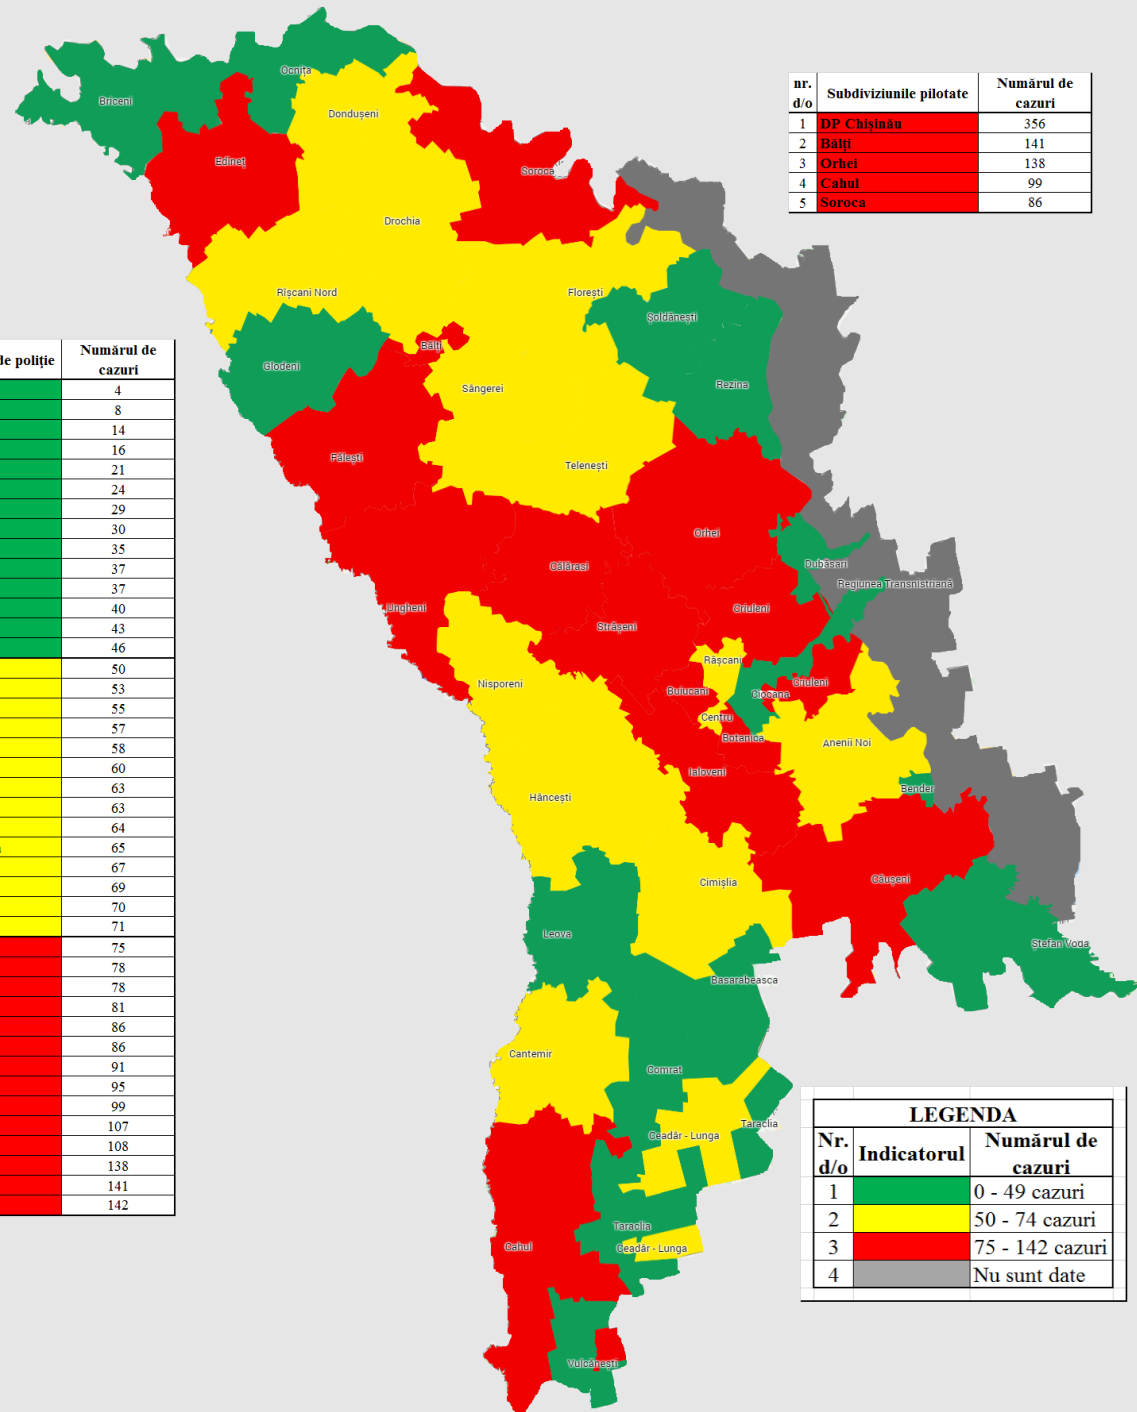 nr. d/o Subdiviziunile pilotate Numărul de cazuri
1 DP Chișinău 356
2 Bălți 141
3 Orhei 138
4 Cahul 99
5 Soroca 86
Ocnița
Briceni
Dondușeni
Edineț
Soroca
Drochia
Rîșcani Nord
Florești
Șoldănești
Bălți
Glodeni
Rezina
Sângerei
Fălești
Telenești
Orhei
Dubăsari
Călărasi
Regiunea Transnistriană
Ungheni
Criuleni
Strășeni
Râșcani
Nisporeni
Criuleni
Buiucani
Ciocana
Centru
Botanica
Anenii Noi
Ialoveni
Bender
Hâncești
Cimișlia
Căușeni
Leova
Ștefan Voda
Basarabeasca
Cantemir
Comrat
Taraclia
Ceadâr - Lunga
Taraclia
Cahul
Ceadâr - Lunga
Vulcănești
de poliție Numărul de cazuri
4
8
14
16
21
24
29
30
35
37
37
40
43
46
50
53
55
57
58
60
63
63
64
65
67
69
70
71
75
78
78
81
86
86
91
95
99
107
108
138
141
142
LEGENDA
Nr. d/o Indicatorul Numărul de cazuri
1 0 - 49 cazuri
2 50 - 74 cazuri
3 75 - 142 cazuri
4 Nu sunt date